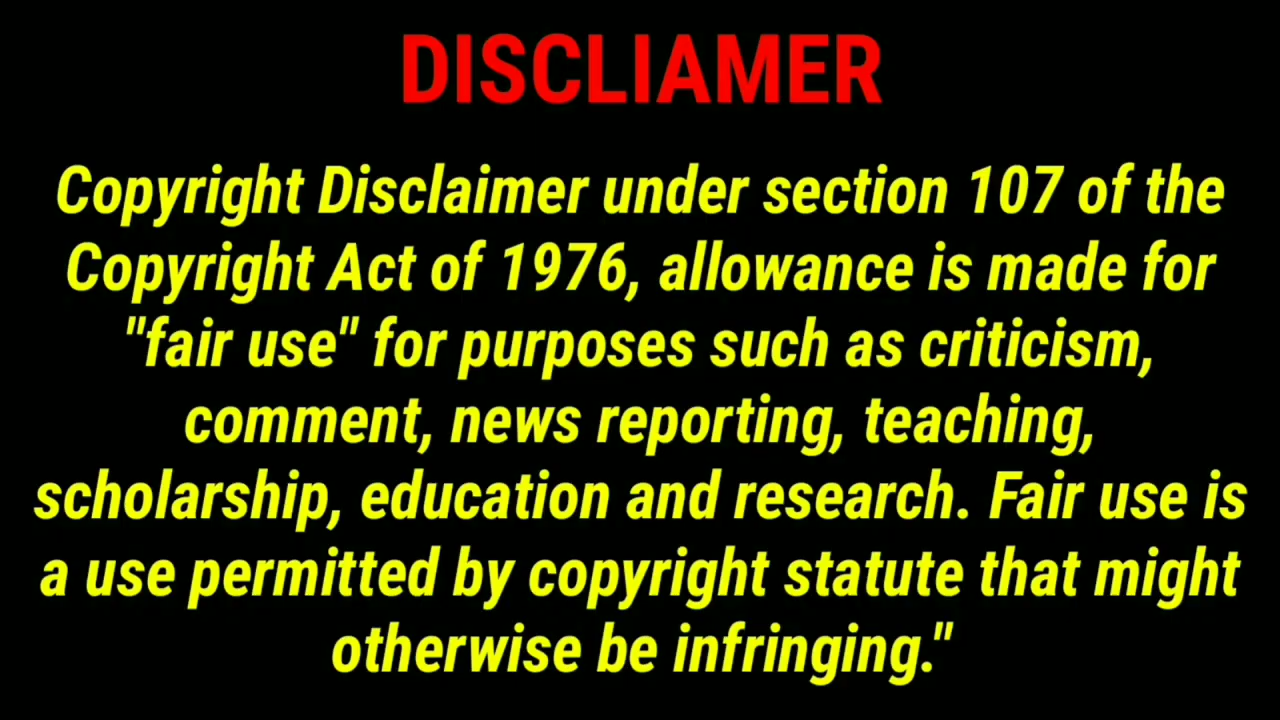 DISCLIAMER
Copyright Disclaimer under section 107 of the
Copyright Act of 1976, allowance is made for
"fair use" for purposes such as criticism,
comment, news reporting, teaching,
scholarship, education and research. Fair use is
a use permitted by copyright statute that might
otherwise be infringing."